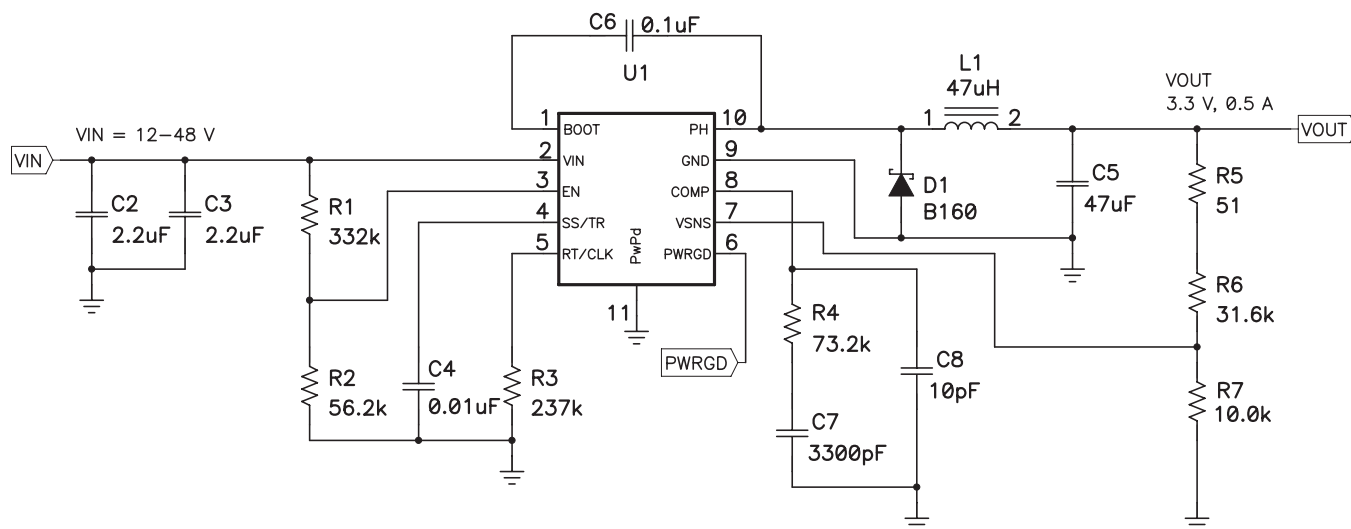 C6 0.1uF
U1
L1
47uH
VOUT
3.3 V, 0.5 A
VIN = 12-48 V
1 BOOT
PH 10
1 2
VOUT
VIN
2 VIN
GND 9
3 EN
COMP 8
4 SS/TR
VSNS 7
5 RT/CLK
PWRGD 6
PwPd
11
C2
2.2uF
C3
2.2uF
R1
332k
D1
B160
C5
47uF
R5
51
R6
31.6k
R4
73.2k
PWRGD
C8
10pF
R2
56.2k
C4
0.01uF
R3
237k
R7
10.0k
C7
3300pF